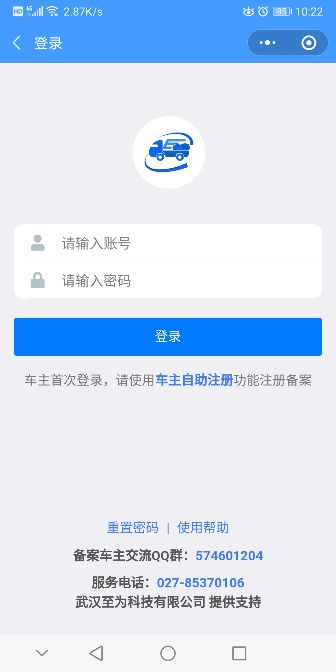 HD 4G 2.87K/s 85 10:22
登录
请输入账号
请输入密码
登录
车主首次登录，请使用车主自助注册功能注册备案
重置密码 | 使用帮助
备案车主交流QQ群：574601204
服务电话：027-85370106
武汉至为科技有限公司 提供支持